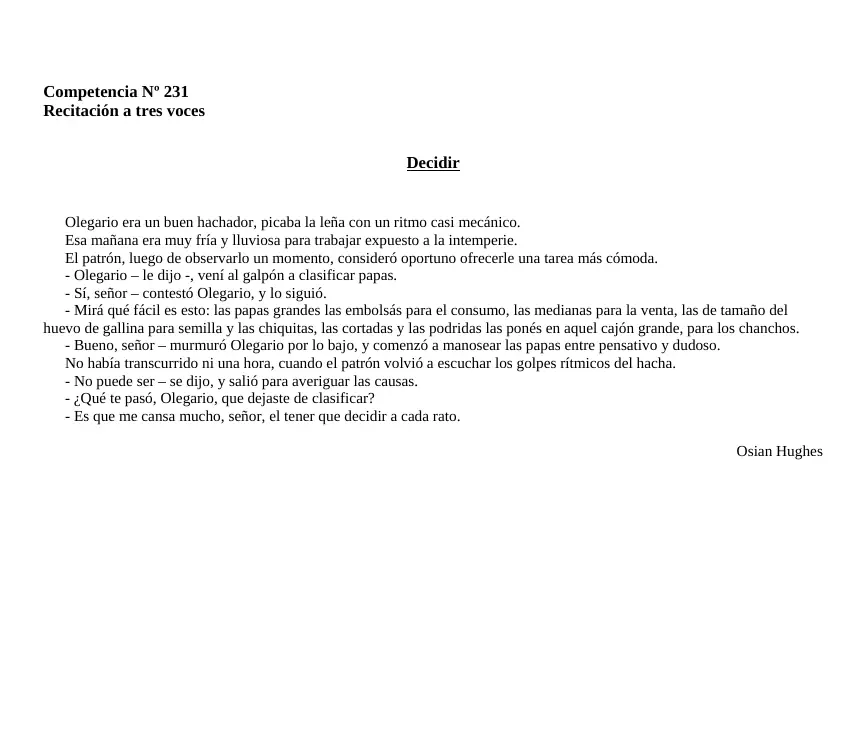 Competencia Nº 231
Recitación a tres voces
Decidir
Olegario era un buen hachador, picaba la leña con un ritmo casi mecánico.
Esa mañana era muy fría y lluviosa para trabajar expuesto a la intemperie.
El patrón, luego de observarlo un momento, consideró oportuno ofrecerle una tarea más cómoda.
- Olegario – le dijo -, vení al galpón a clasificar papas.
- Sí, señor – contestó Olegario, y lo siguió.
- Mirá qué fácil es esto: las papas grandes las embolsás para el consumo, las medianas para la venta, las de tamaño del
huevo de gallina para semilla y las chiquitas, las cortadas y las podridas las ponés en aquel cajón grande, para los chanchos.
- Bueno, señor – murmuró Olegario por lo bajo, y comenzó a manosear las papas entre pensativo y dudoso.
No había transcurrido ni una hora, cuando el patrón volvió a escuchar los golpes rítmicos del hacha.
- No puede ser – se dijo, y salió para averiguar las causas.
- ¿Qué te pasó, Olegario, que dejaste de clasificar?
- Es que me cansa mucho, señor, el tener que decidir a cada rato.
Osian Hughes